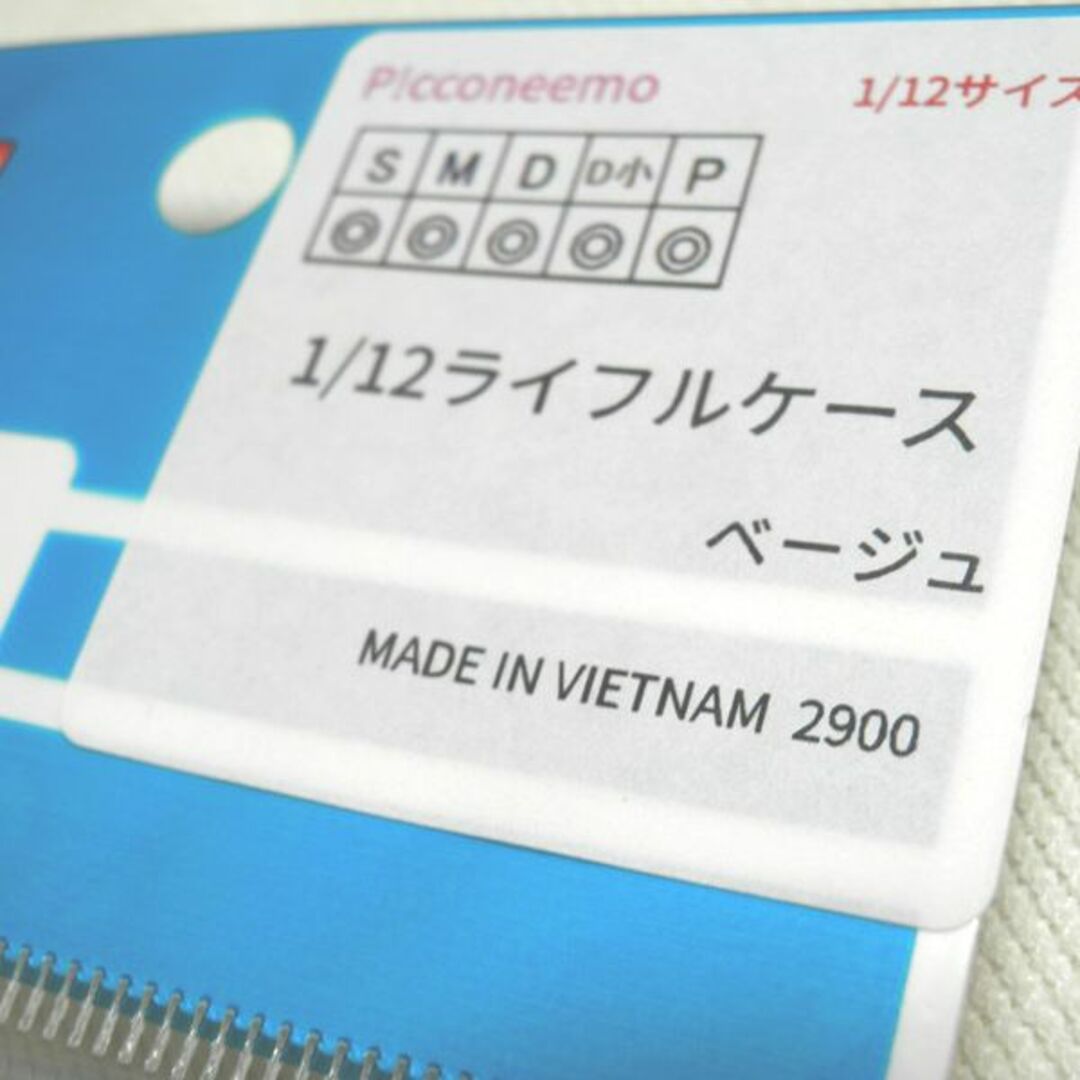 P!cconeemo
1/12サイズ
S M D D小 P
◎ ◎ ◎ ◎ ◎
1/12ライフルケース
ベージュ
MADE IN VIETNAM 2900